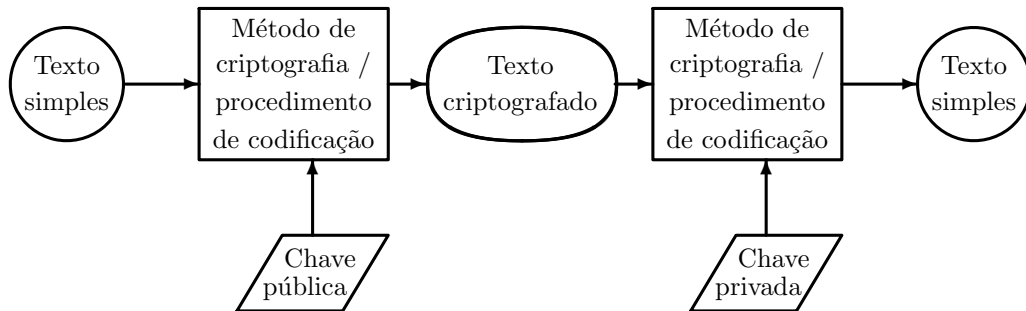 Texto
simples
Método de
criptografia /
procedimento
de codificação
Texto
criptografado
Método de
criptografia /
procedimento
de codificação
Texto
simples
Chave
pública
Chave
privada